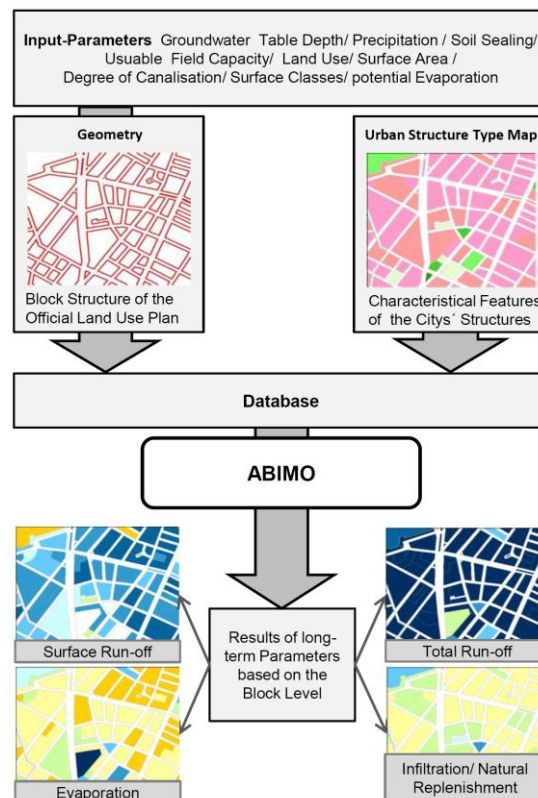 Input-Parameters Groundwater Table Depth/ Precipitation / Soil Sealing/
Usuable Field Capacity/ Land Use/ Surface Area /
Degree of Canalisation/ Surface Classes/ potential Evaporation
Geometry
Block Structure of the
Official Land Use Plan
Urban Structure Type Map
Characteristical Features
of the Citys´ Structures
Database
ABIMO
Surface Run-off
Evaporation
Results of long-
term Parameters
based on the
Block Level
Total Run-off
Infiltration/ Natural
Replenishment